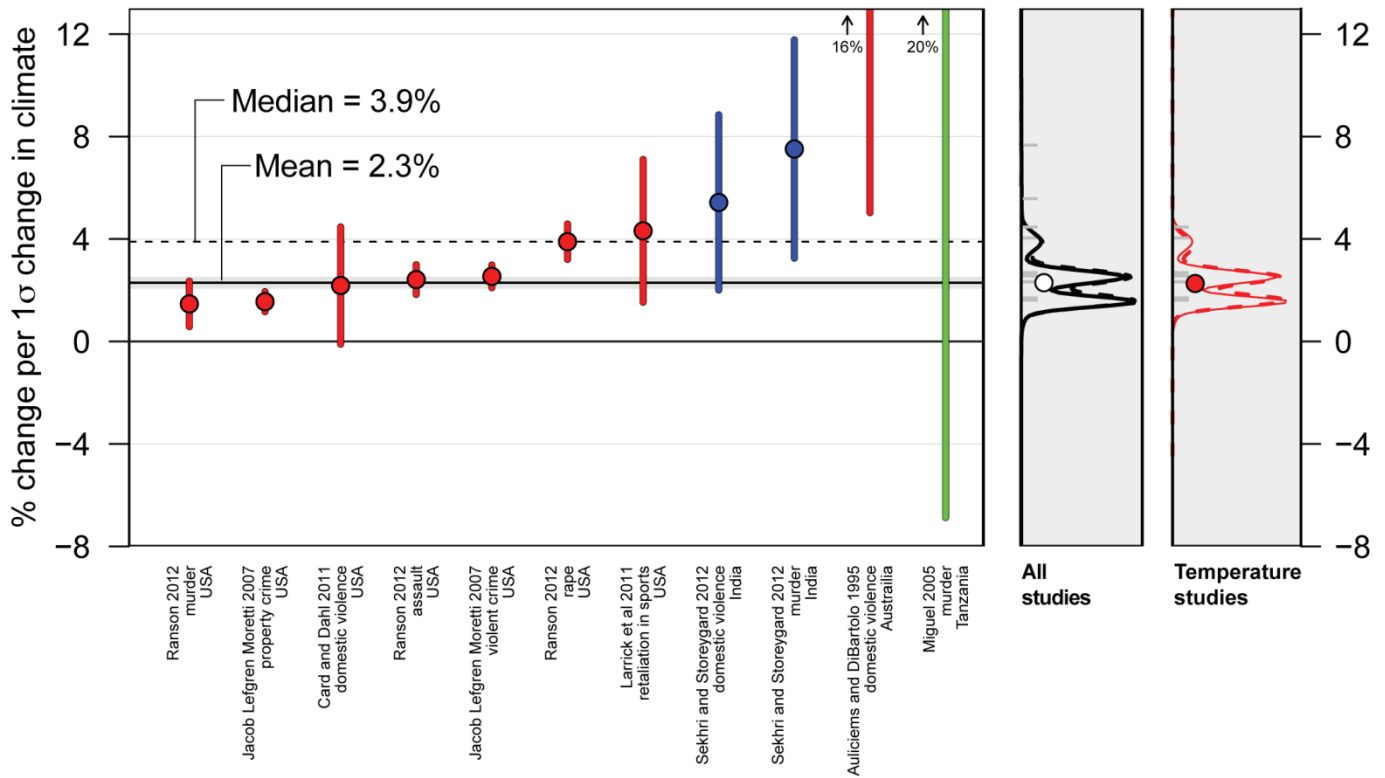 % change per 1σ change in climate
12
8
4
0
−4
−8
Median = 3.9%
Mean = 2.3%
16%
20%
Ranson 2012
murder
USA
Jacob Lefgren Moretti 2007
property crime
USA
Card and Dahl 2011
domestic violence
USA
Ranson 2012
assault
USA
Jacob Lefgren Moretti 2007
violent crime
USA
Ranson 2012
rape
USA
Larrick et al 2011
retaliation in sports
USA
Sekhri and Storeygard 2012
domestic violence
India
Sekhri and Storeygard 2012
murder
India
Auliciems and DiBartolo 1995
domestic violence
Austrailia
Miguel 2005
murder
Tanzania
All
studies
Temperature
studies
12
8
4
0
−4
−8